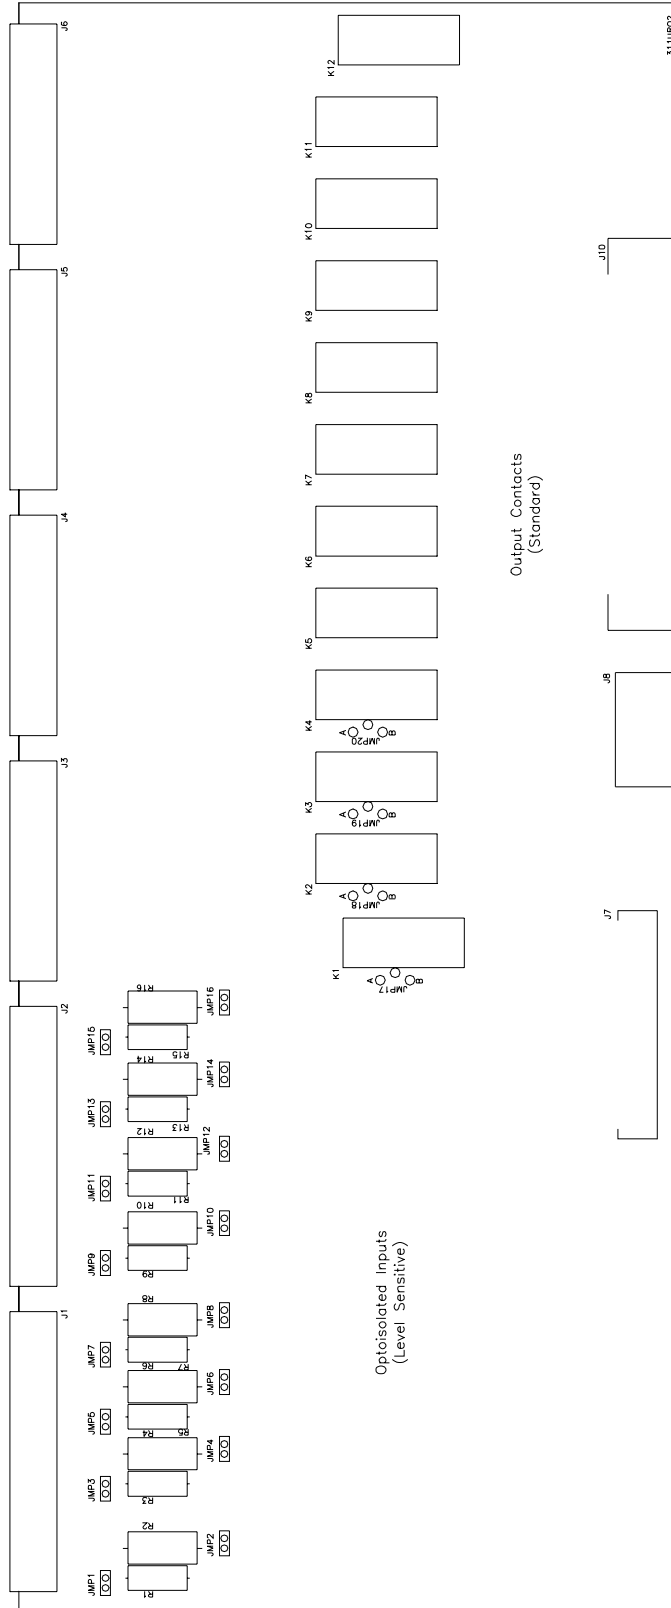 J6
K12
311UBO2
K11
K10
J10
J5
K9
K8
K7
Output Contacts
(Standard)
J4
K6
K5
J8
K4
A
JMP20
B
J3
K3
A
JMP19
B
K2
A
JMP18
B
J7
K1
A
JMP17
B
J2
R16
JMP16
JMP15
R15
R14
JMP14
JMP13
R13
R12
JMP12
JMP11
R11
R10
JMP10
JMP9
R9
Optoisolated Inputs
(Level Sensitive)
J1
R8
JMP8
JMP7
R7
R6
JMP6
JMP5
R5
R4
JMP4
JMP3
R3
R2
JMP2
JMP1
R1